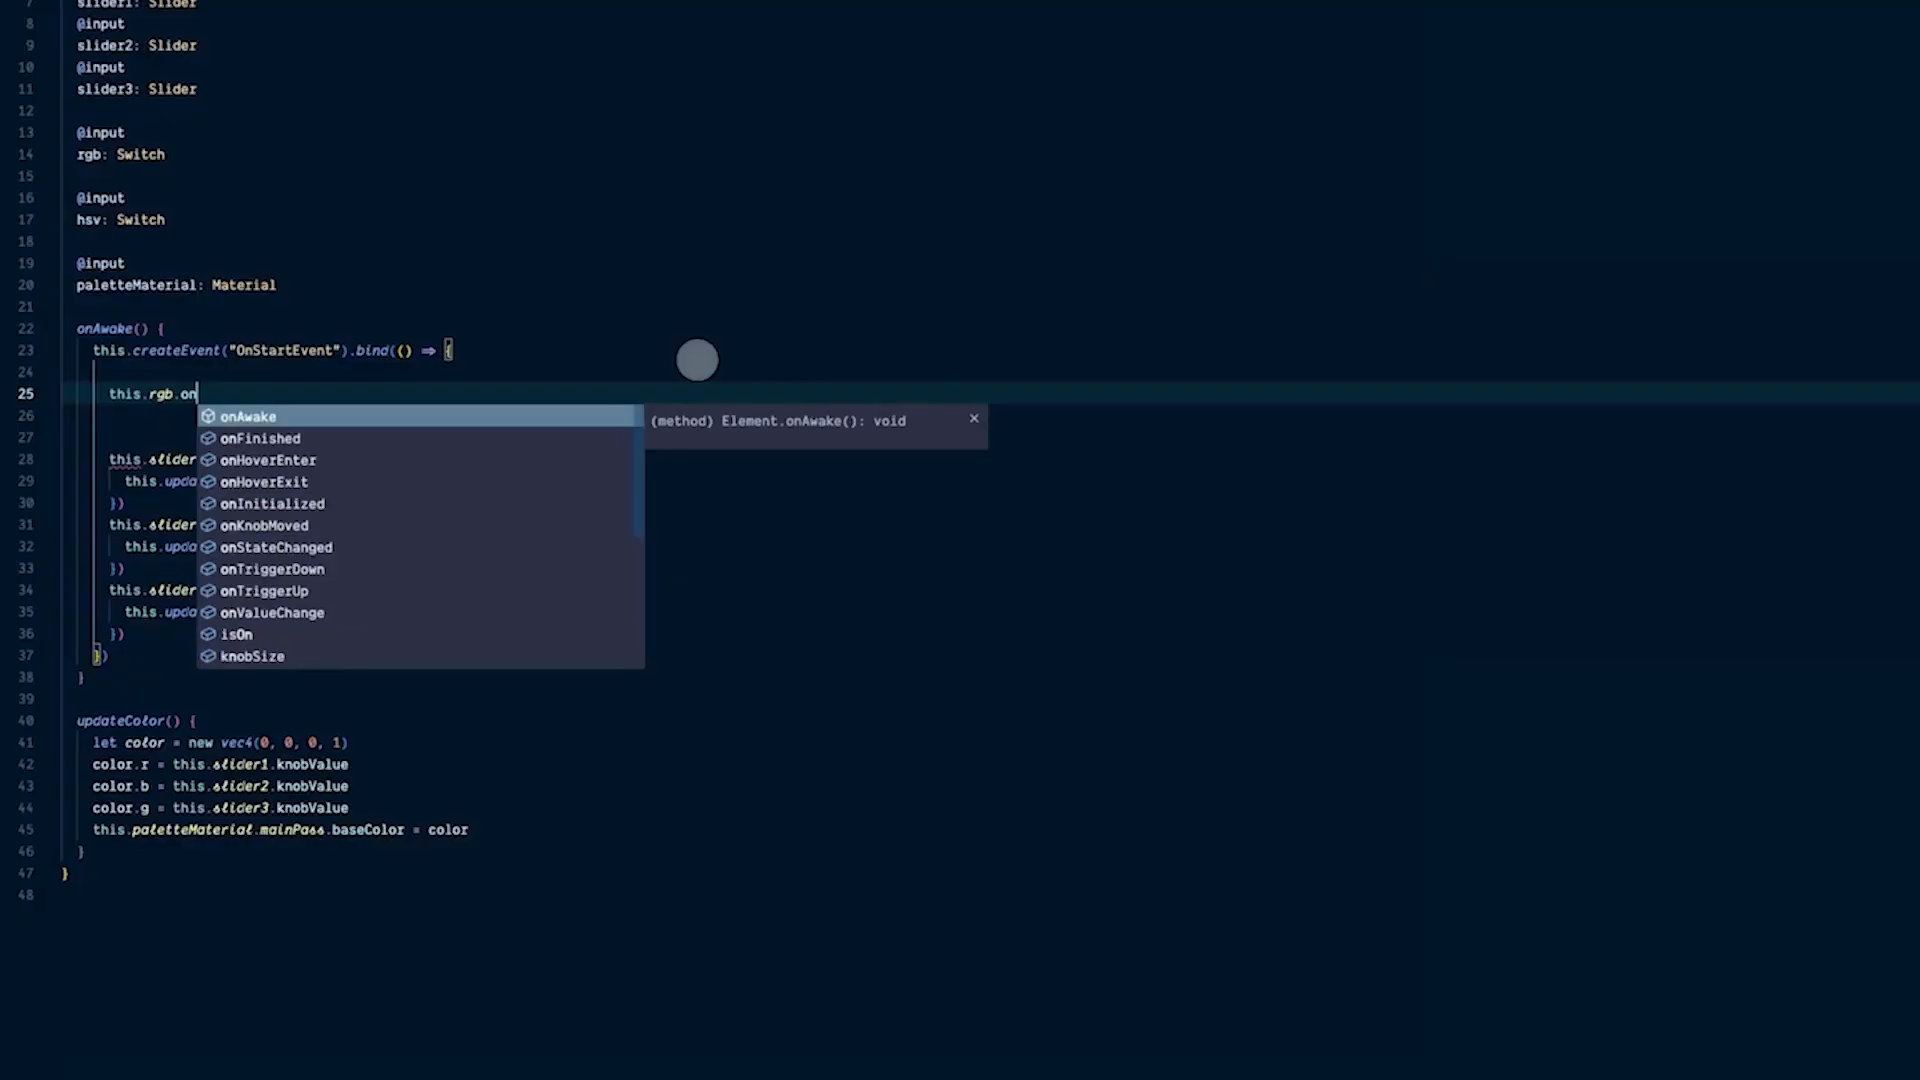 7 slider1: Slider
8 @input
9 slider2: Slider
10 @input
11 slider3: Slider
12
13 @input
14 rgb: Switch
15
16 @input
17 hsv: Switch
18
19 @input
20 paletteMaterial: Material
21
22 onAwake() {
23 this.createEvent("OnStartEvent").bind(() ⇒ {
24
25 this.rgb.on
onAwake
(method) Element.onAwake(): void ×
onFinished
onHoverEnter
onHoverExit
onInitialized
onKnobMoved
onStateChanged
onTriggerDown
onTriggerUp
onValueChange
isOn
knobSize
26
27
28 this.slider
29 this.upda
30 })
31 this.slider
32 this.upda
33 })
34 this.slider
35 this.upda
36 })
37 })
38 }
39
40 updateColor() {
41 let color = new vec4(0, 0, 0, 1)
42 color.r = this.slider1.knobValue
43 color.b = this.slider2.knobValue
44 color.g = this.slider3.knobValue
45 this.paletteMaterial.mainPass.baseColor = color
46 }
47 }
48